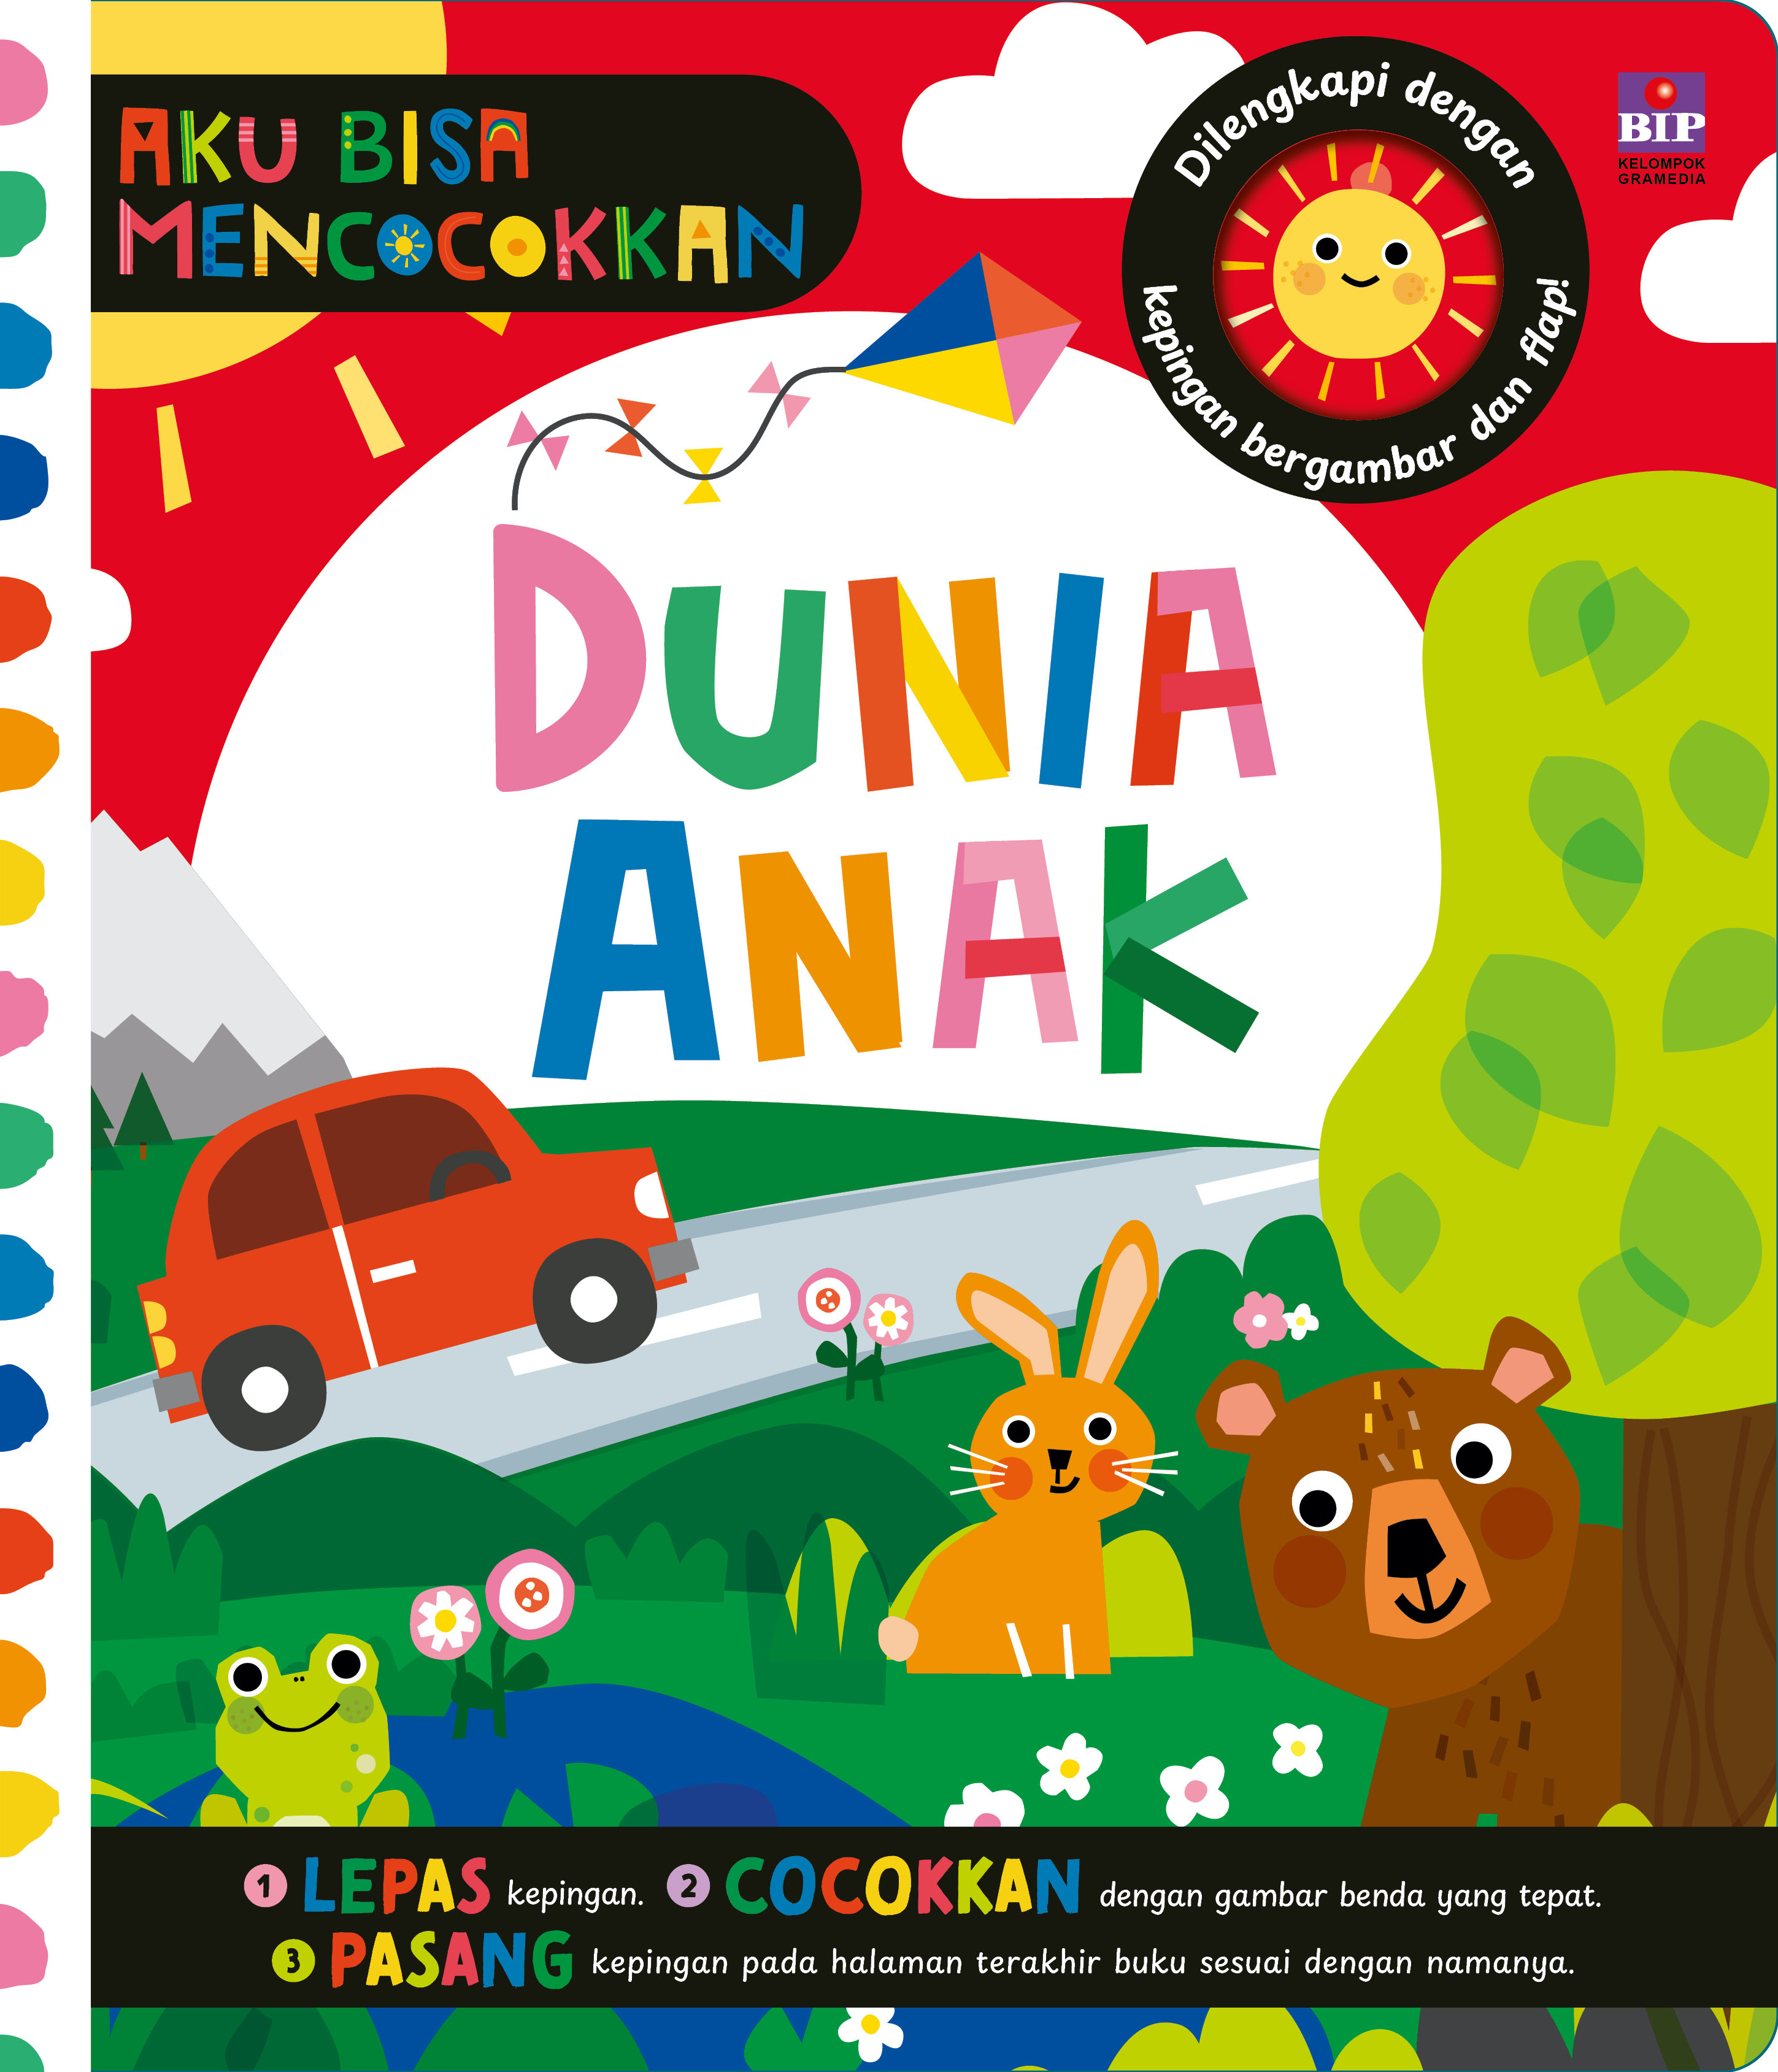 AKU BISA
MENCOCOKKAN
Dilengkapi dengan
kepingan bergambar dan flap!
BIP
KELOMPOK
GRAMEDIA
DUNIA
ANAK
1 LEPAS kepingan. 2 COCOKKAN dengan gambar benda yang tepat.
3 PASANG kepingan pada halaman terakhir buku sesuai dengan namanya.